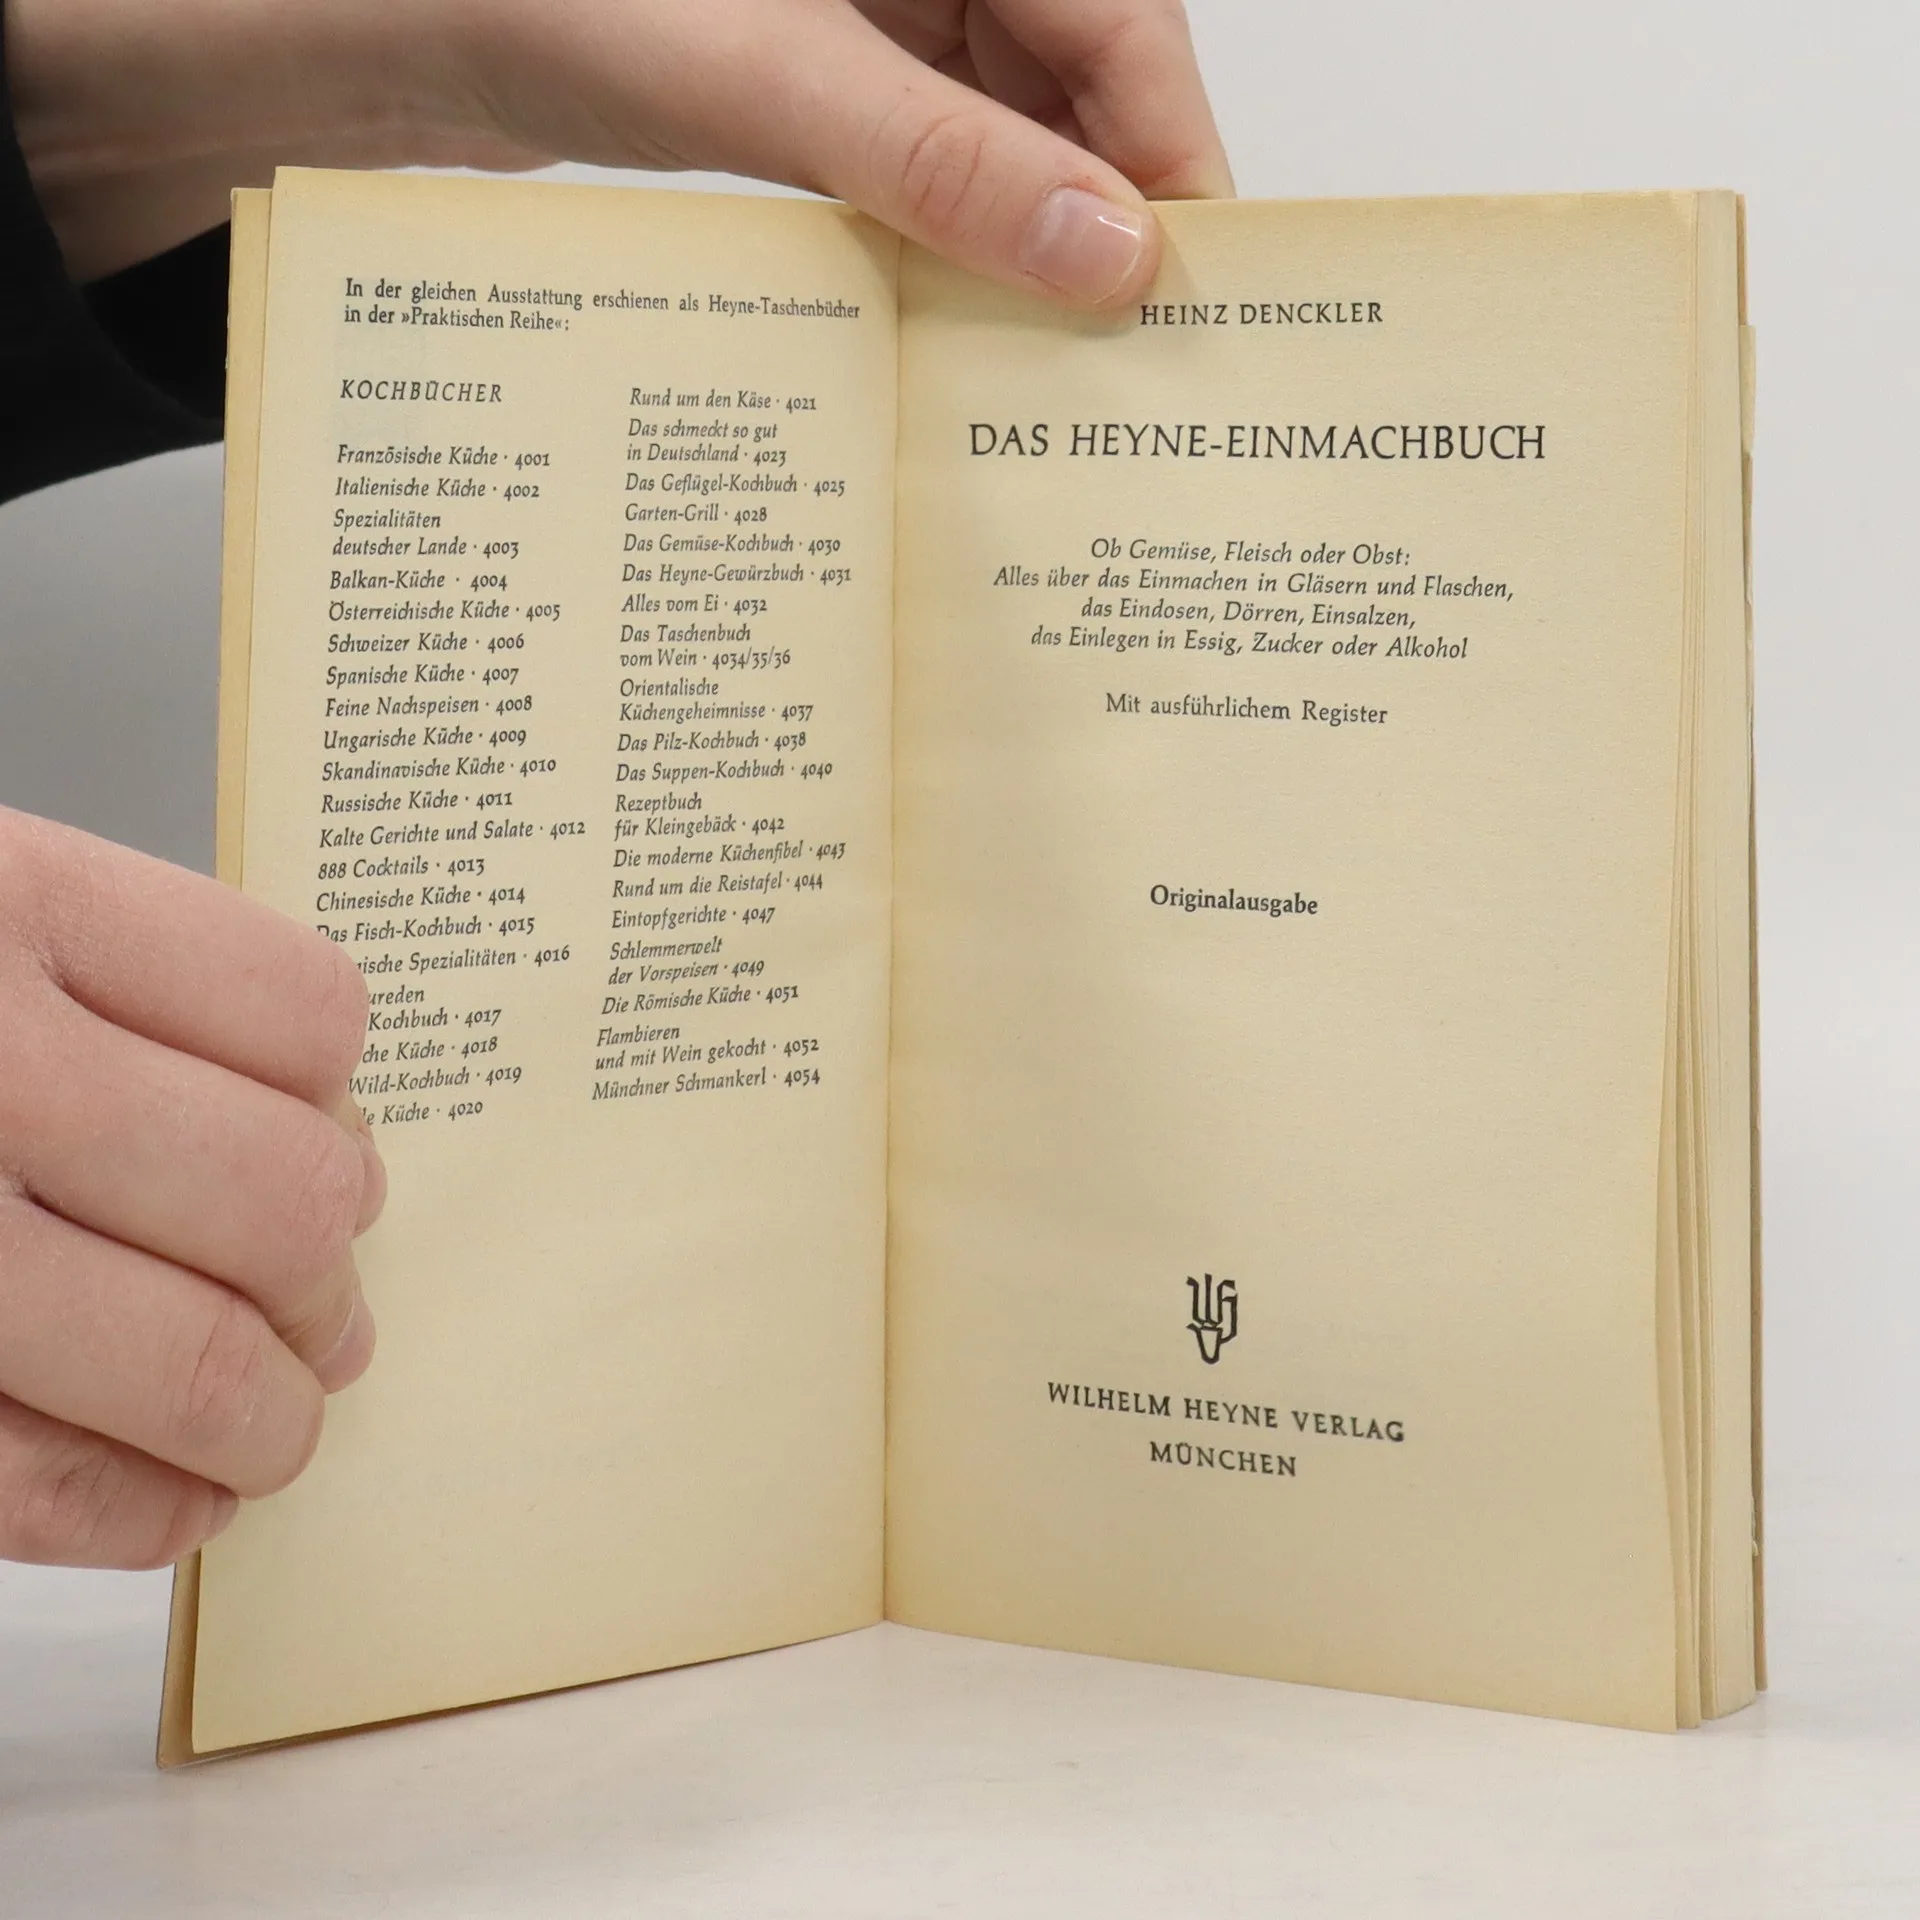 In der gleichen Ausstattung erschienen als Heyne-Taschenbücher
in der »Praktischen Reihe«:
KOCHBÜCHER
Französische Küche · 4001
Italienische Küche · 4002
Spezialitäten
deutscher Lande · 4003
Balkan-Küche · 4004
Österreichische Küche · 4005
Schweizer Küche · 4006
Spanische Küche · 4007
Feine Nachspeisen · 4008
Ungarische Küche · 4009
Skandinavische Küche · 4010
Russische Küche · 4011
Kalte Gerichte und Salate · 4012
888 Cocktails · 4013
Chinesische Küche · 4014
Das Fisch-Kochbuch · 4015
Spezialitäten · 4016
Kochbuch · 4017
Küche · 4018
Wild-Kochbuch · 4019
Küche · 4020
Rund um den Käse · 4021
Das schmeckt so gut
in Deutschland · 4023
Das Geflügel-Kochbuch · 4025
Garten-Grill · 4028
Das Gemüse-Kochbuch · 4030
Das Heyne-Gewürzbuch · 4031
Alles vom Ei · 4032
Das Taschenbuch
vom Wein · 4034/35/36
Orientalische
Küchengeheimnisse · 4037
Das Pilz-Kochbuch · 4038
Das Suppen-Kochbuch · 4040
Rezeptbuch
für Kleingebäck · 4042
Die moderne Küchenfibel · 4043
Rund um die Reistafel · 4044
Eintopfgerichte · 4047
Schlemmerwelt
der Vorspeisen · 4049
Die Römische Küche · 4051
Flambieren
und mit Wein gekocht · 4052
Münchner Schmankerl · 4054
HEINZ DENCKLER
DAS HEYNE-EINMACHBUCH
Ob Gemüse, Fleisch oder Obst:
Alles über das Einmachen in Gläsern und Flaschen,
das Eindosen, Dörren, Einsalzen,
das Einlegen in Essig, Zucker oder Alkohol
Mit ausführlichem Register
Originalausgabe
WILHELM HEYNE VERLAG
MÜNCHEN